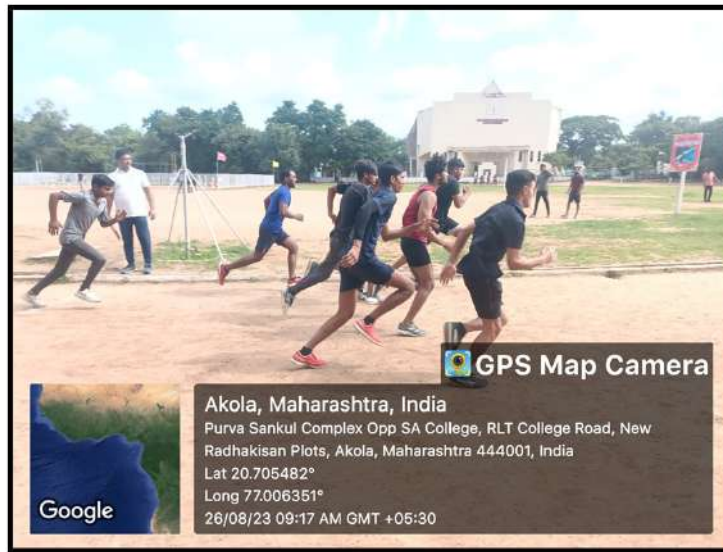 GPS Map Camera
Akola, Maharashtra, India
Purva Sankul Complex Opp SA College, RLT College Road, New
Radhakisan Plots, Akola, Maharashtra 444001, India
Lat 20.705482°
Long 77.006351°
26/08/23 09:17 AM GMT +05:30
Google